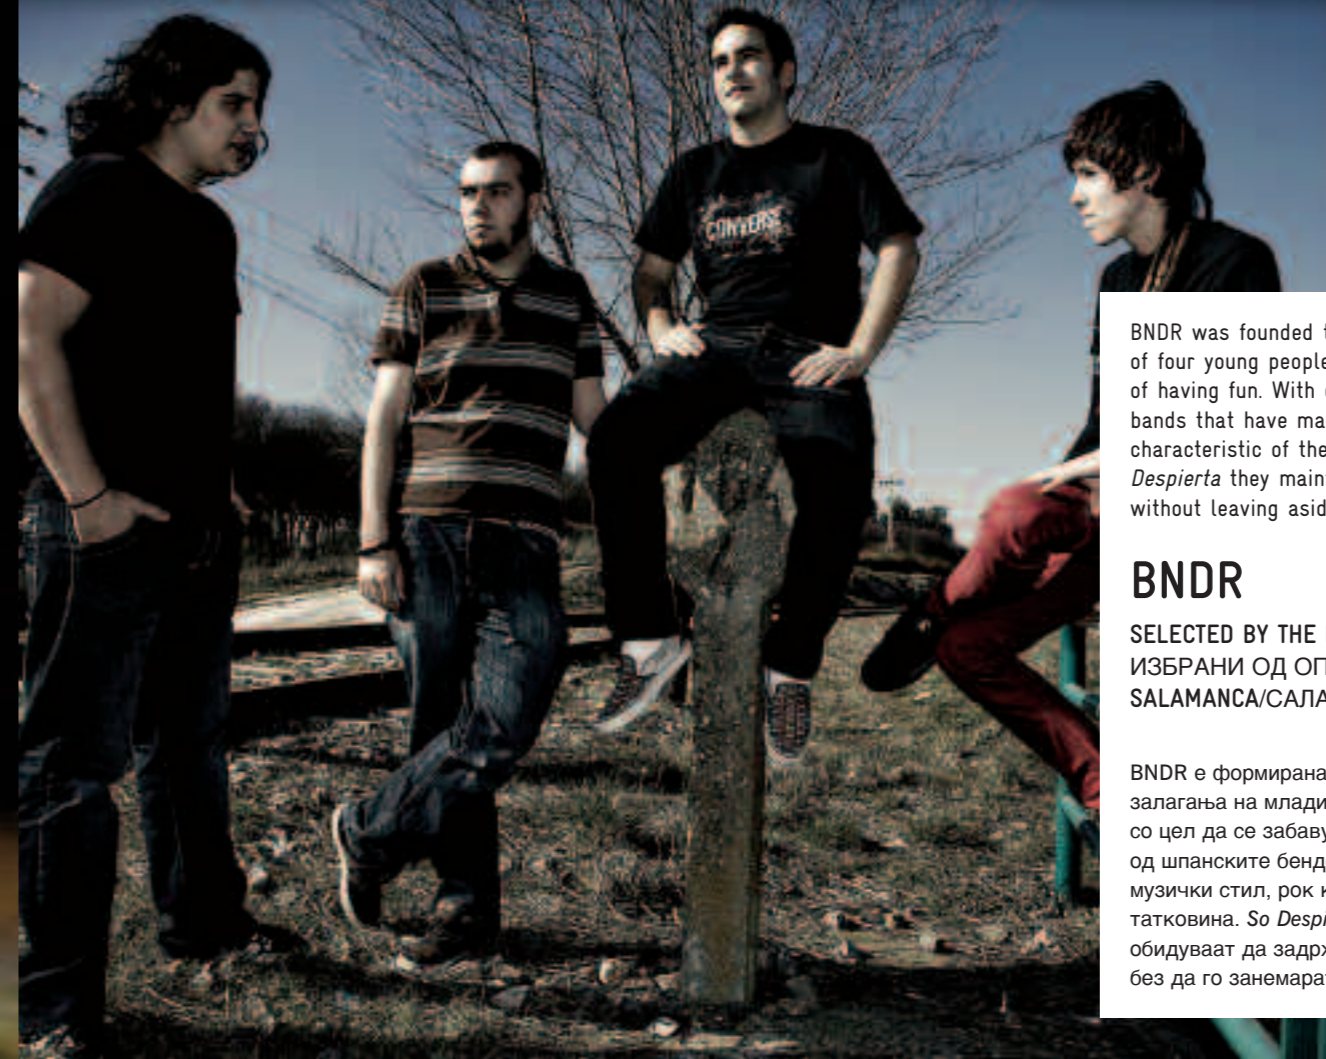 CONVERSE
BNDR was founded
of four young people
of having fun. With
bands that have ma
characteristic of the
Despierta they main
without leaving asid
BNDR
SELECTED BY THE
ИЗБРАНИ ОД ОП
SALAMANCA/САЛА
BNDR е формирана
залагања на млади
со цел да се забаву
од шпанските бенд
музички стил, рок
татковина. So Despi
обидуваат да задрж
без да го занемарат